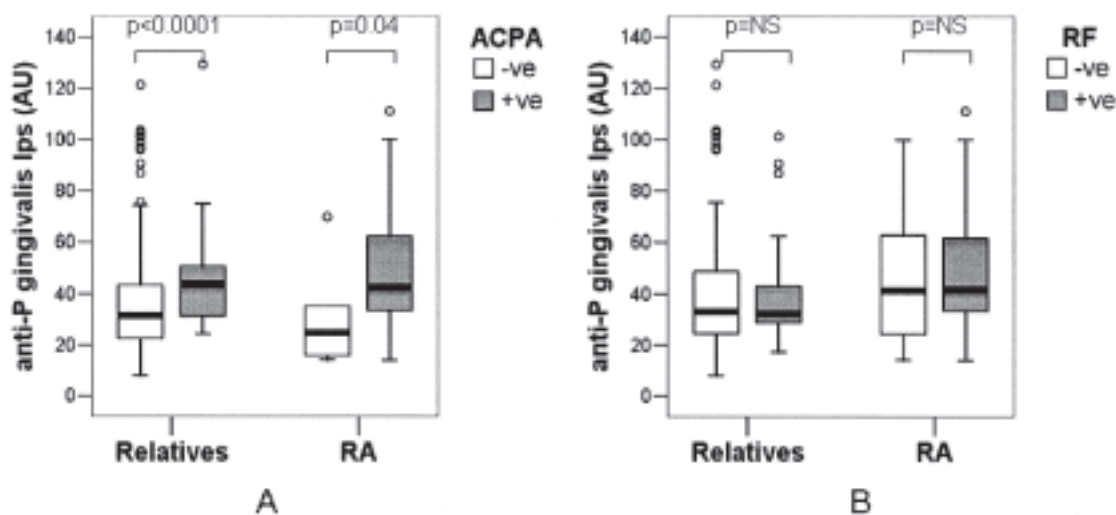 p<0.0001
p=0.04
ACPA
-ve
+ve
anti-P gingivalis lps (AU)
140
120
100
80
60
40
20
0
Relatives
RA
A
p=NS
p=NS
RF
-ve
+ve
anti-P gingivalis lps (AU)
140
120
100
80
60
40
20
0
Relatives
RA
B